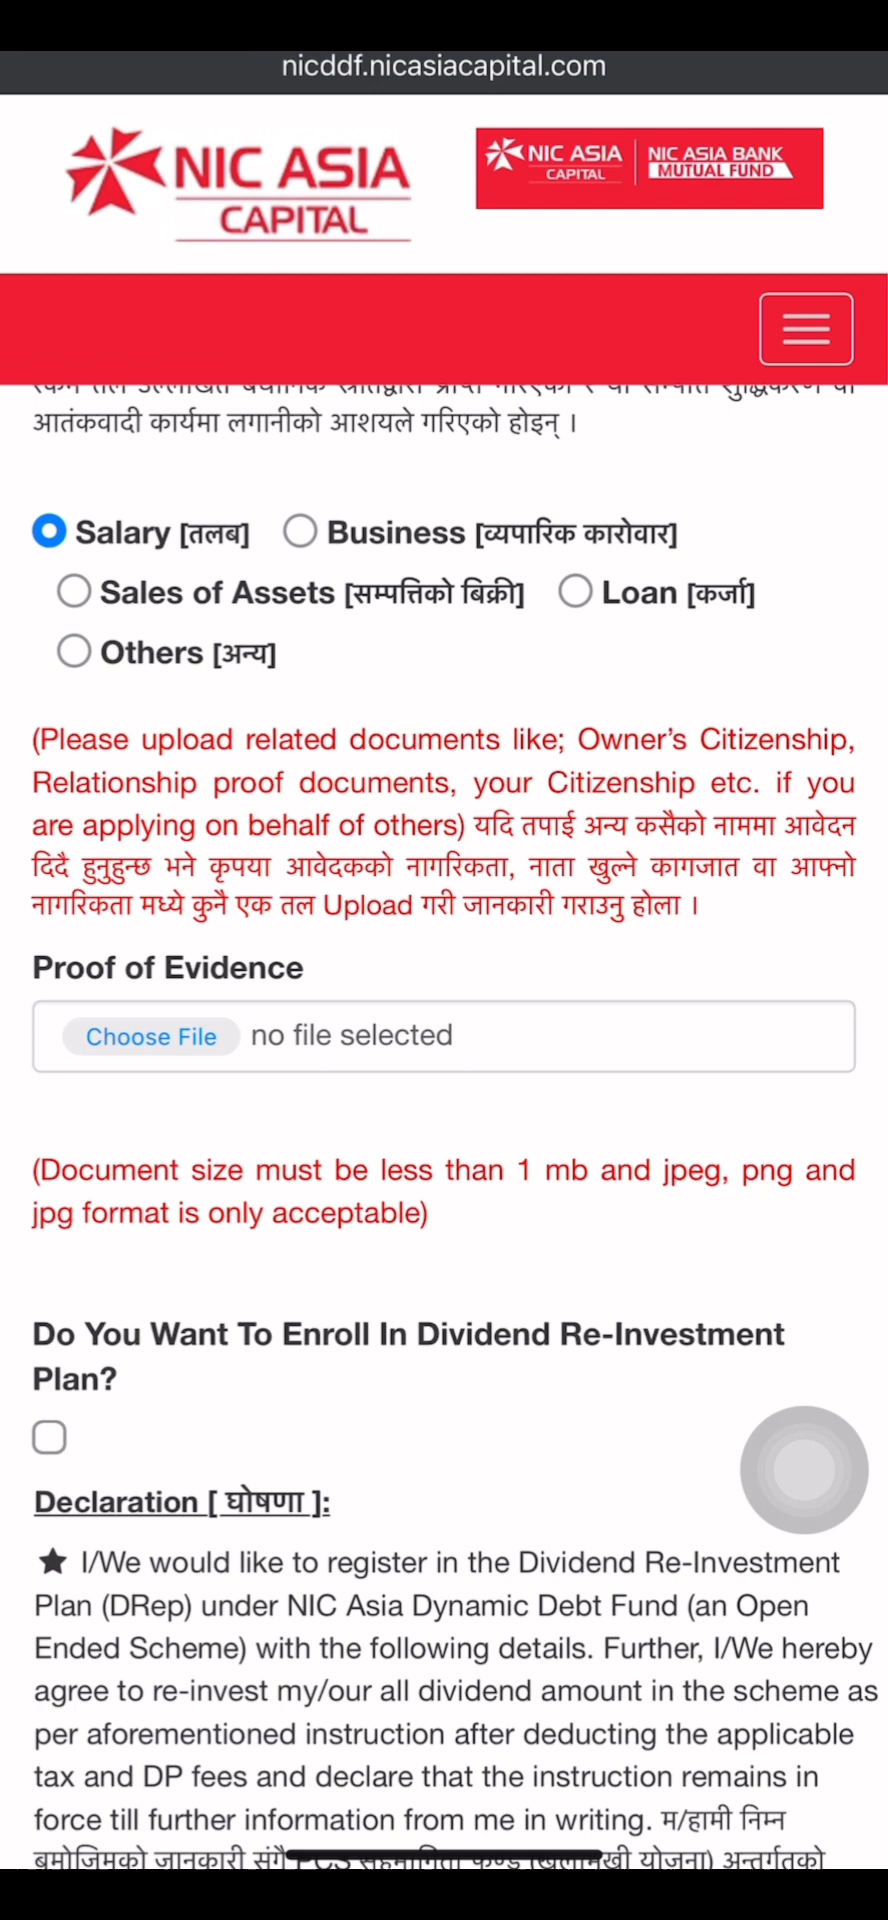 nicddf.nicasiacapital.com
NIC ASIA
CAPITAL
NIC ASIA
CAPITAL
NIC ASIA BANK
MUTUAL FUND
आतंकवादी कार्यमा लगानीको आशयले गरिएको होइन् ।
Salary [तलब] Business [व्यपारिक कारोवार]
Sales of Assets [सम्पत्तिको बिक्री] Loan [कर्जा]
Others [अन्य]
(Please upload related documents like; Owner’s Citizenship,
Relationship proof documents, your Citizenship etc. if you
are applying on behalf of others) यदि तपाई अन्य कसैको नाममा आवेदन
दिदै हुनुहुन्छ भने कृपया आवेदकको नागरिकता, नाता खुल्ने कागजात वा आफ्नो
नागरिकता मध्ये कुनै एक तल Upload गरी जानकारी गराउनु होला ।
Proof of Evidence
Choose File no file selected
(Document size must be less than 1 mb and jpeg, png and
jpg format is only acceptable)
Do You Want To Enroll In Dividend Re-Investment
Plan?
Declaration [ घोषणा ]:
★ I/We would like to register in the Dividend Re-Investment
Plan (DRep) under NIC Asia Dynamic Debt Fund (an Open
Ended Scheme) with the following details. Further, I/We hereby
agree to re-invest my/our all dividend amount in the scheme as
per aforementioned instruction after deducting the applicable
tax and DP fees and declare that the instruction remains in
force till further information from me in writing. म/हामी निम्न
बमोजिमको जानकारी संगै योजना) अन्तर्गतको